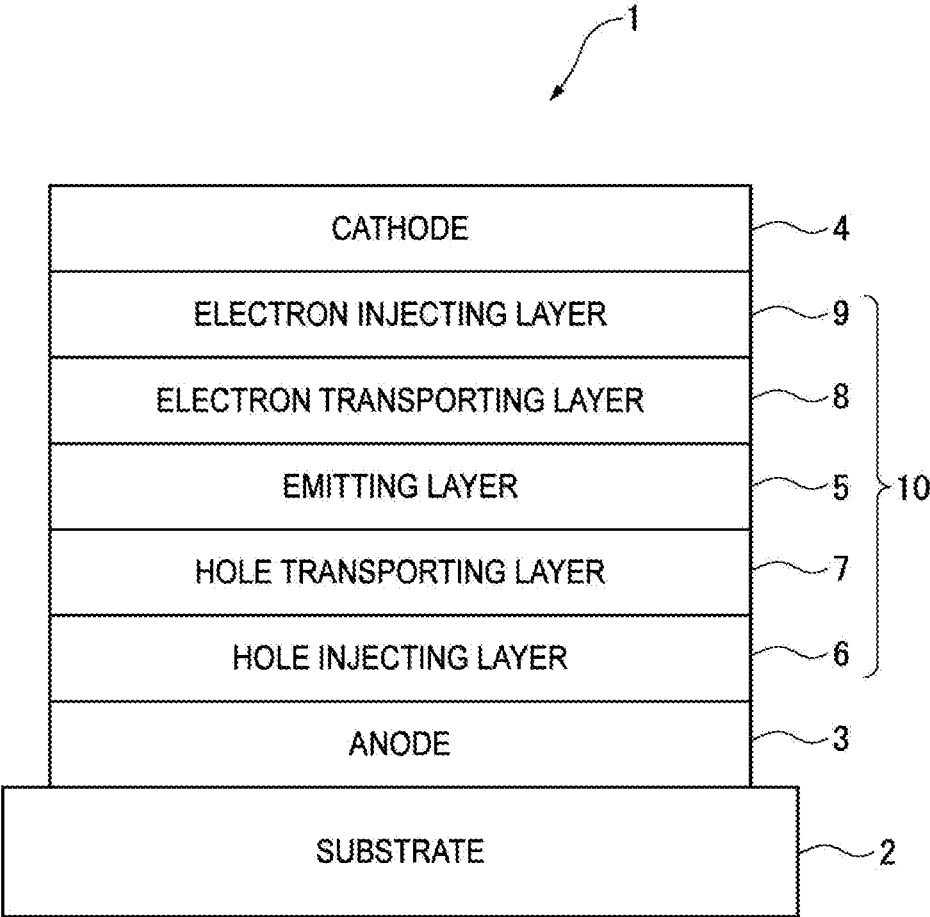 1
CATHODE 4
ELECTRON INJECTING LAYER 9
ELECTRON TRANSPORTING LAYER 8
EMITTING LAYER 5 10
HOLE TRANSPORTING LAYER 7
HOLE INJECTING LAYER 6
ANODE 3
SUBSTRATE 2